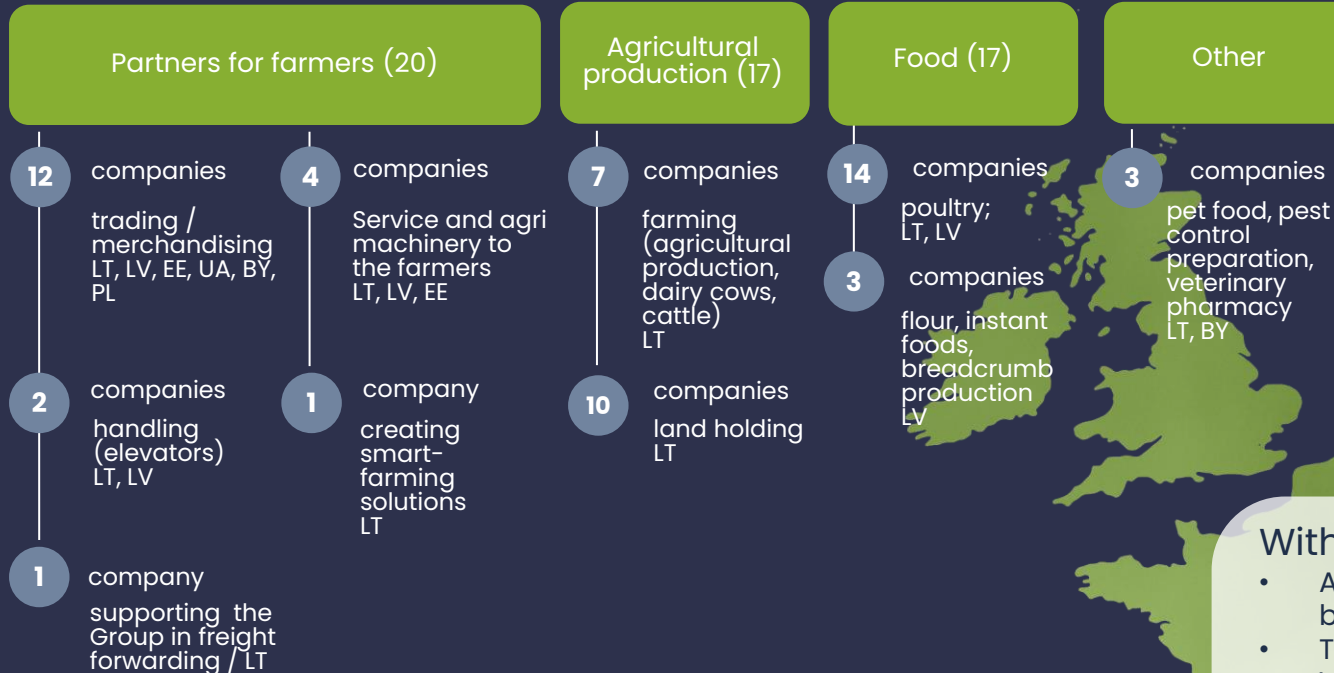 Partners for farmers (20)
12
companies
trading /
merchandising
LT, LV, EE, UA, BY,
PL
2
companies
handling
(elevators)
LT, LV
1
company
supporting the
Group in freight
forwarding / LT
4
companies
Service and agri
machinery to
the farmers
LT, LV, EE
1
company
creating
smart-
farming
solutions
LT
Agricultural
production (17)
7
companies
farming
(agricultural
production,
dairy cows,
cattle)
LT
10
companies
land holding
LT
Food (17)
14
companies
poultry;
LT, LV
3
companies
flour, instant
foods,
breadcrumb
production
LV
Other
3
companies
pet food, pest
control
preparation,
veterinary
pharmacy
LT, BY
With